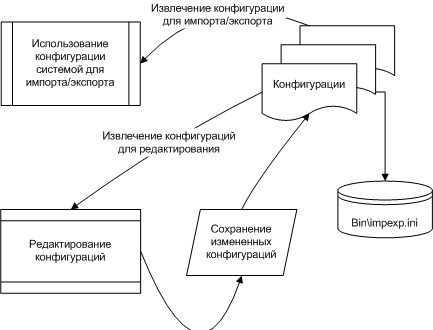 Извлечение конфигурации
для импорта/экспорта
Использование
конфигурации
системой для
импорта/экспорта
Конфигурации
Извлечение конфигураций
для редактирования
Bin\impexp.ini
Редактирование
конфигураций
Сохранение
измененных
конфигураций